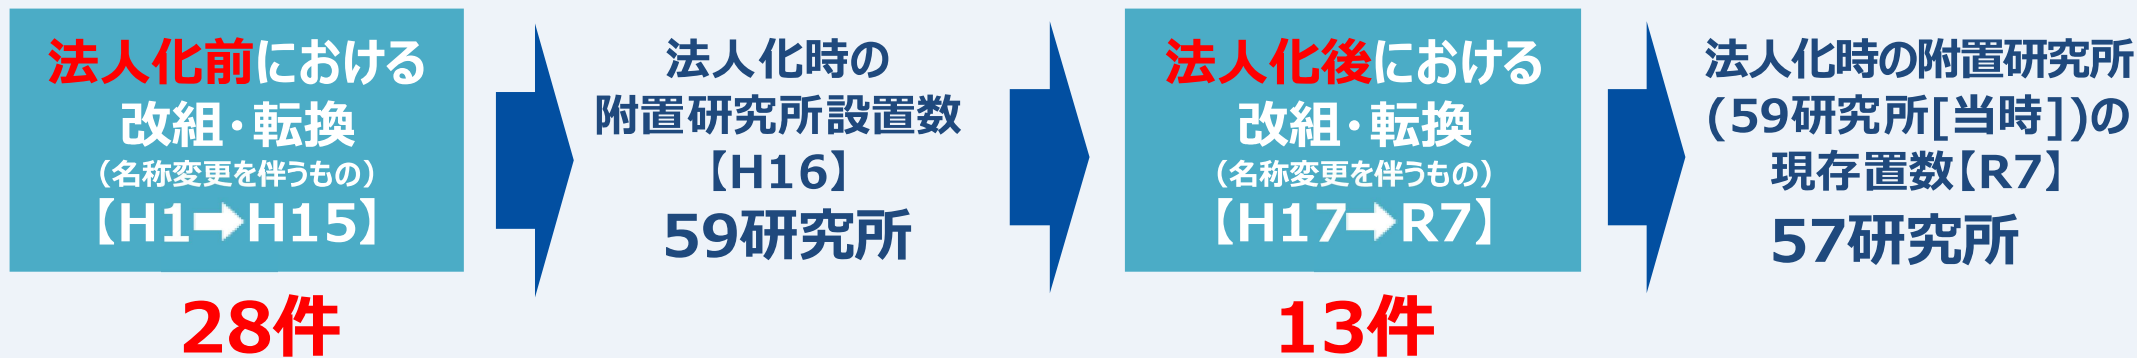 法人化前における
改組・転換
（名称変更を伴うもの）
【H1➡H15】
28件
法人化時の
附置研究所設置数
【H16】
59研究所
法人化後における
改組・転換
（名称変更を伴うもの）
【H17➡R7】
13件
法人化時の附置研究所
(59研究所[当時])の
現存置数【R7】
57研究所